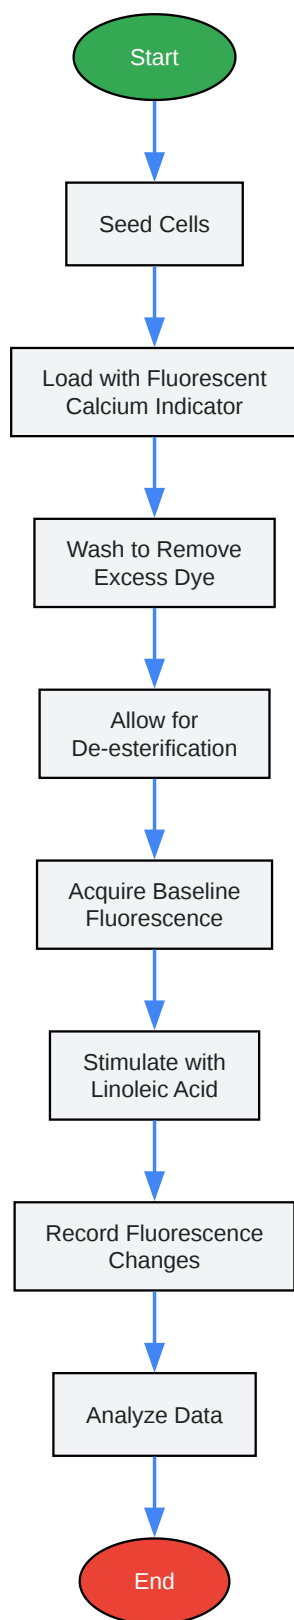 Start
Seed Cells
Load with Fluorescent
Calcium Indicator
Wash to Remove
Excess Dye
Allow for
De-esterification
Acquire Baseline
Fluorescence
Stimulate with
Linoleic Acid
Record Fluorescence
Changes
Analyze Data
End